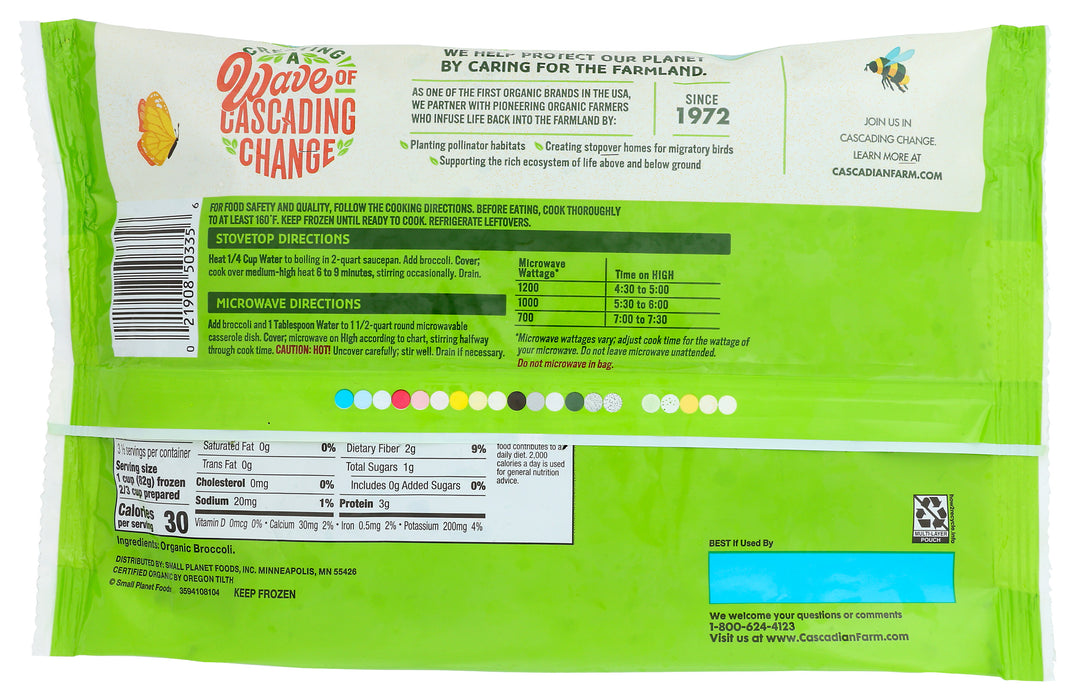 CREATING
A
Wave OF
CASCADING
CHANGE
WE HELP PROTECT OUR PLANET
BY CARING FOR THE FARMLAND.
AS ONE OF THE FIRST ORGANIC BRANDS IN THE USA,
WE PARTNER WITH PIONEERING ORGANIC FARMERS
WHO INFUSE LIFE BACK INTO THE FARMLAND BY:
SINCE
1972
Planting pollinator habitats Creating stopover homes for migratory birds
Supporting the rich ecosystem of life above and below ground
JOIN US IN
CASCADING CHANGE.
LEARN MORE AT
CASCADIANFARM.COM
0 21908 50335 6
FOR FOOD SAFETY AND QUALITY, FOLLOW THE COOKING DIRECTIONS. BEFORE EATING, COOK THOROUGHLY
TO AT LEAST 160°F. KEEP FROZEN UNTIL READY TO COOK. REFRIGERATE LEFTOVERS.
STOVETOP DIRECTIONS
Heat 1/4 Cup Water to boiling in 2-quart saucepan. Add broccoli. Cover;
cook over medium-high heat 6 to 9 minutes, stirring occasionally. Drain.
MICROWAVE DIRECTIONS
Add broccoli and 1 Tablespoon Water to 1 1/2-quart round microwavable
casserole dish. Cover; microwave on High according to chart, stirring halfway
through cook time. CAUTION: HOT! Uncover carefully; stir well. Drain if necessary.
Microwave
Wattage* Time on HIGH
1200 4:30 to 5:00
1000 5:30 to 6:00
700 7:00 to 7:30
*Microwave wattages vary; adjust cook time for the wattage of
your microwave. Do not leave microwave unattended.
Do not microwave in bag.
3 ½ servings per container
Serving size
1 cup (82g) frozen
2/3 cup prepared
Calories
per serving 30
Saturated Fat 0g 0%
Trans Fat 0g
Cholesterol 0mg 0%
Sodium 20mg 1%
Dietary Fiber 2g 9%
Total Sugars 1g
Includes 0g Added Sugars 0%
Protein 3g
Vitamin D 0mcg 0% • Calcium 30mg 2% • Iron 0.5mg 2% • Potassium 200mg 4%
food contributes to a
daily diet. 2,000
calories a day is used
for general nutrition
advice.
Ingredients: Organic Broccoli.
DISTRIBUTED BY: SMALL PLANET FOODS, INC. MINNEAPOLIS, MN 55426
CERTIFIED ORGANIC BY OREGON TILTH
© Small Planet Foods 3594108104 KEEP FROZEN
MULTI-LAYER
POUCH
how2recycle.info
BEST If Used By
We welcome your questions or comments
1-800-624-4123
Visit us at www.CascadianFarm.com